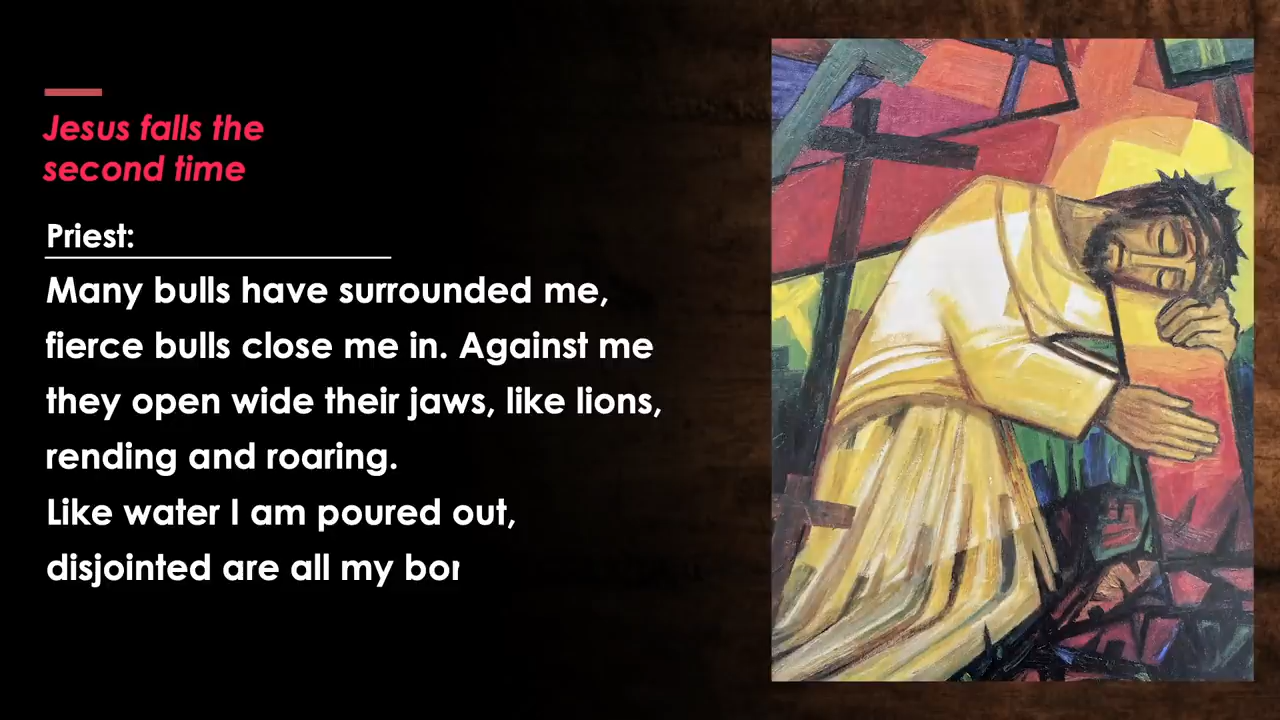 Jesus falls the
second time
Priest:
Many bulls have surrounded me,
fierce bulls close me in. Against me
they open wide their jaws, like lions,
rending and roaring.
Like water I am poured out,
disjointed are all my